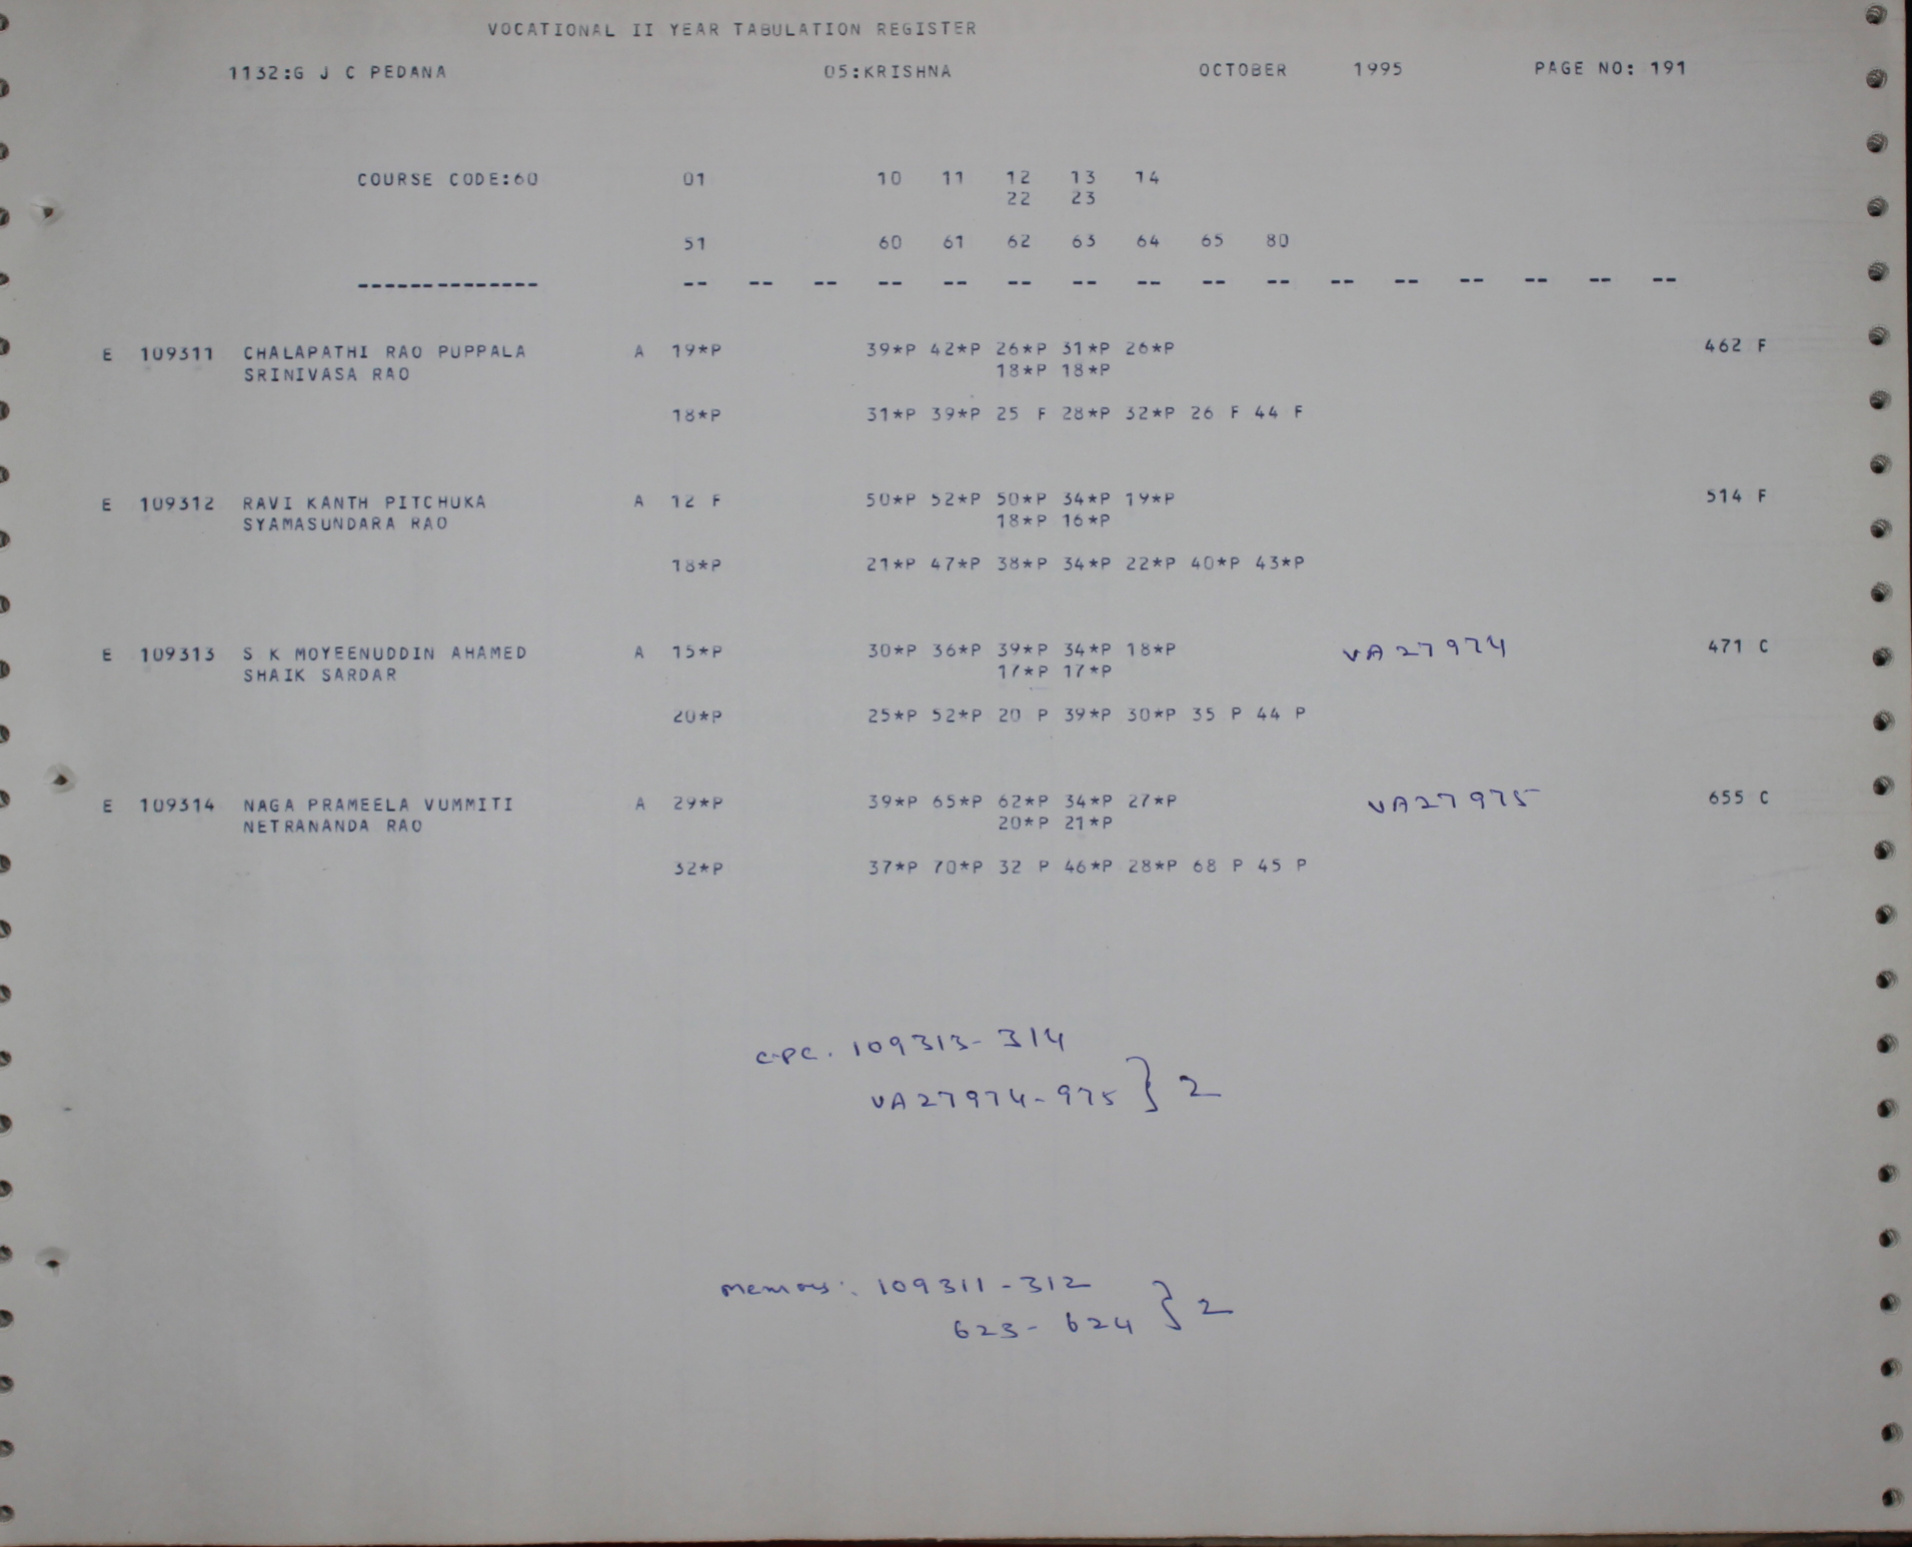 VOCATIONAL II YEAR TABULATION REGISTER
1132:G J C PEDANA 05:KRISHNA OCTOBER 1995 PAGE NO: 191
COURSE CODE:60 01 10 11 12 13 14
22 23
51 60 61 62 63 64 65 80
-------------- -- -- -- -- -- -- -- -- -- -- -- -- -- -- -- --
E 109311 CHALAPATHI RAO PUPPALA A 19*P 39*P 42*P 26*P 31*P 26*P 462 F
SRINIVASA RAO 18*P 18*P
18*P 31*P 39*P 25 F 28*P 32*P 26 F 44 F
E 109312 RAVI KANTH PITCHUKA A 12 F 50*P 52*P 50*P 34*P 19*P 514 F
SYAMASUNDARA RAO 18*P 16*P
18*P 21*P 47*P 38*P 34*P 22*P 40*P 43*P
E 109313 S K MOYEENUDDIN AHAMED A 15*P 30*P 36*P 39*P 34*P 18*P VA27974 471 C
SHAIK SARDAR 17*P 17*P
20*P 25*P 52*P 20 P 39*P 30*P 35 P 44 P
E 109314 NAGA PRAMEELA VUMMITI A 29*P 39*P 65*P 62*P 34*P 27*P VA27975 655 C
NETRANANDA RAO 20*P 21*P
32*P 37*P 70*P 32 P 46*P 28*P 68 P 45 P
C.P.C. 109313-314
VA27974-975 } 2
memos: 109311-312
623-624 } 2